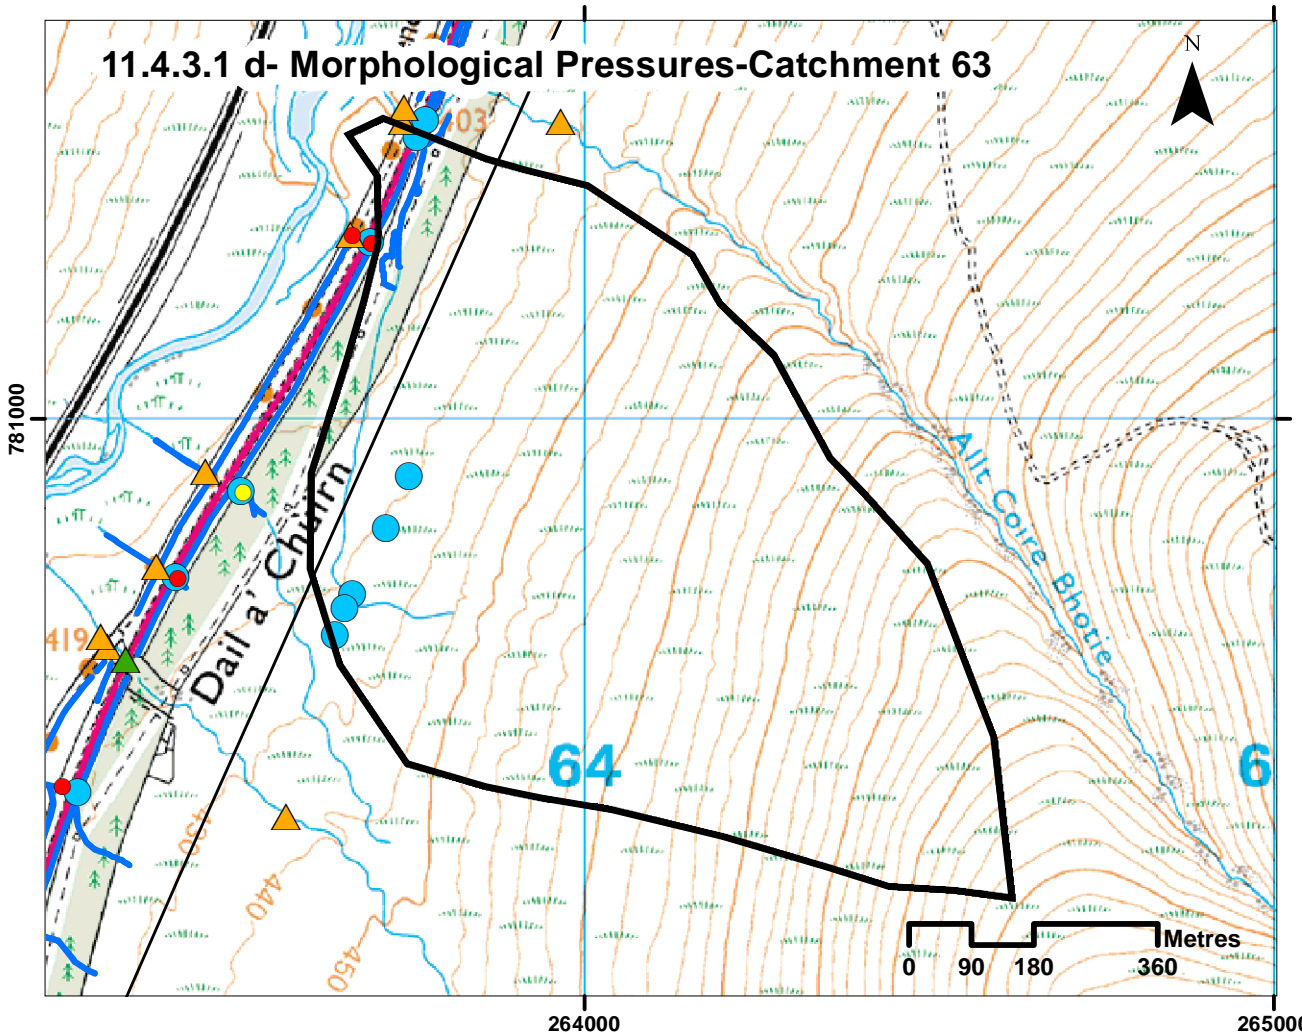 11.4.3.1 d- Morphological Pressures-Catchment 63
N
403
781000
Allt Coire Bhotie
Dail a' Chùirn
419
64
6
430
440
450
Metres
0 90 180 360
264000
265000